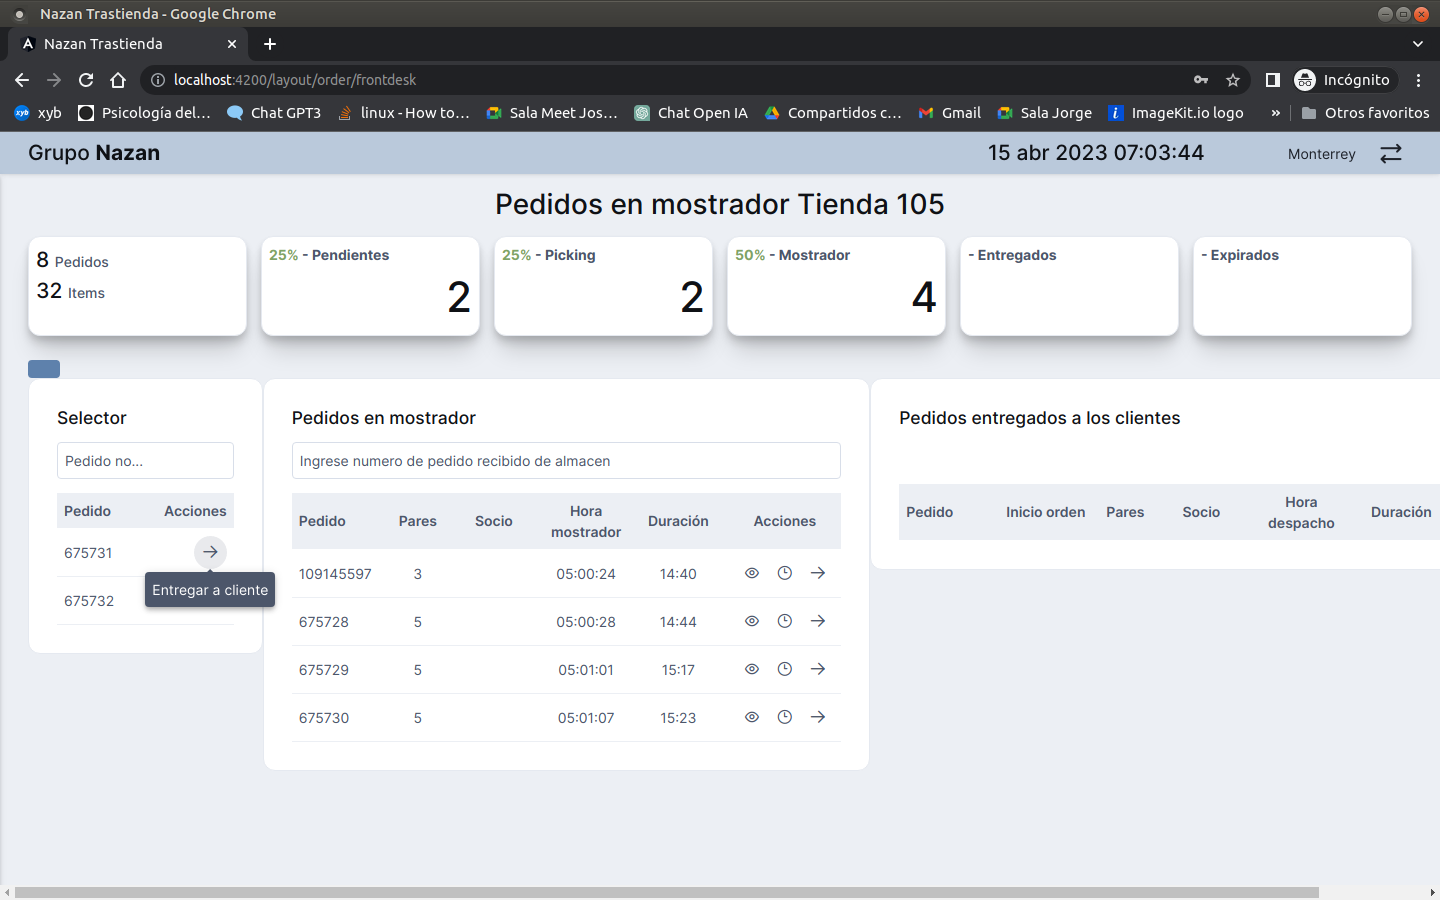 Nazan Trastienda - Google Chrome
Nazan Trastienda
localhost:4200/layout/order/frontdesk
Incógnito
xyb
Psicología del...
Chat GPT3
linux - How to...
Sala Meet Jos...
Chat Open IA
Compartidos c...
Gmail
Sala Jorge
ImageKit.io logo
»
Otros favoritos
Grupo Nazan
15 abr 2023 07:03:44
Monterrey
Pedidos en mostrador Tienda 105
8 Pedidos
32 Items
25% - Pendientes
2
25% - Picking
2
50% - Mostrador
4
- Entregados
- Expirados
Selector
Pedido no...
Pedido Acciones
675731
Entregar a cliente
675732
Pedidos en mostrador
Ingrese numero de pedido recibido de almacen
Pedido Pares Socio Hora mostrador Duración Acciones
109145597 3 05:00:24 14:40
675728 5 05:00:28 14:44
675729 5 05:01:01 15:17
675730 5 05:01:07 15:23
Pedidos entregados a los clientes
Pedido Inicio orden Pares Socio Hora despacho Duración